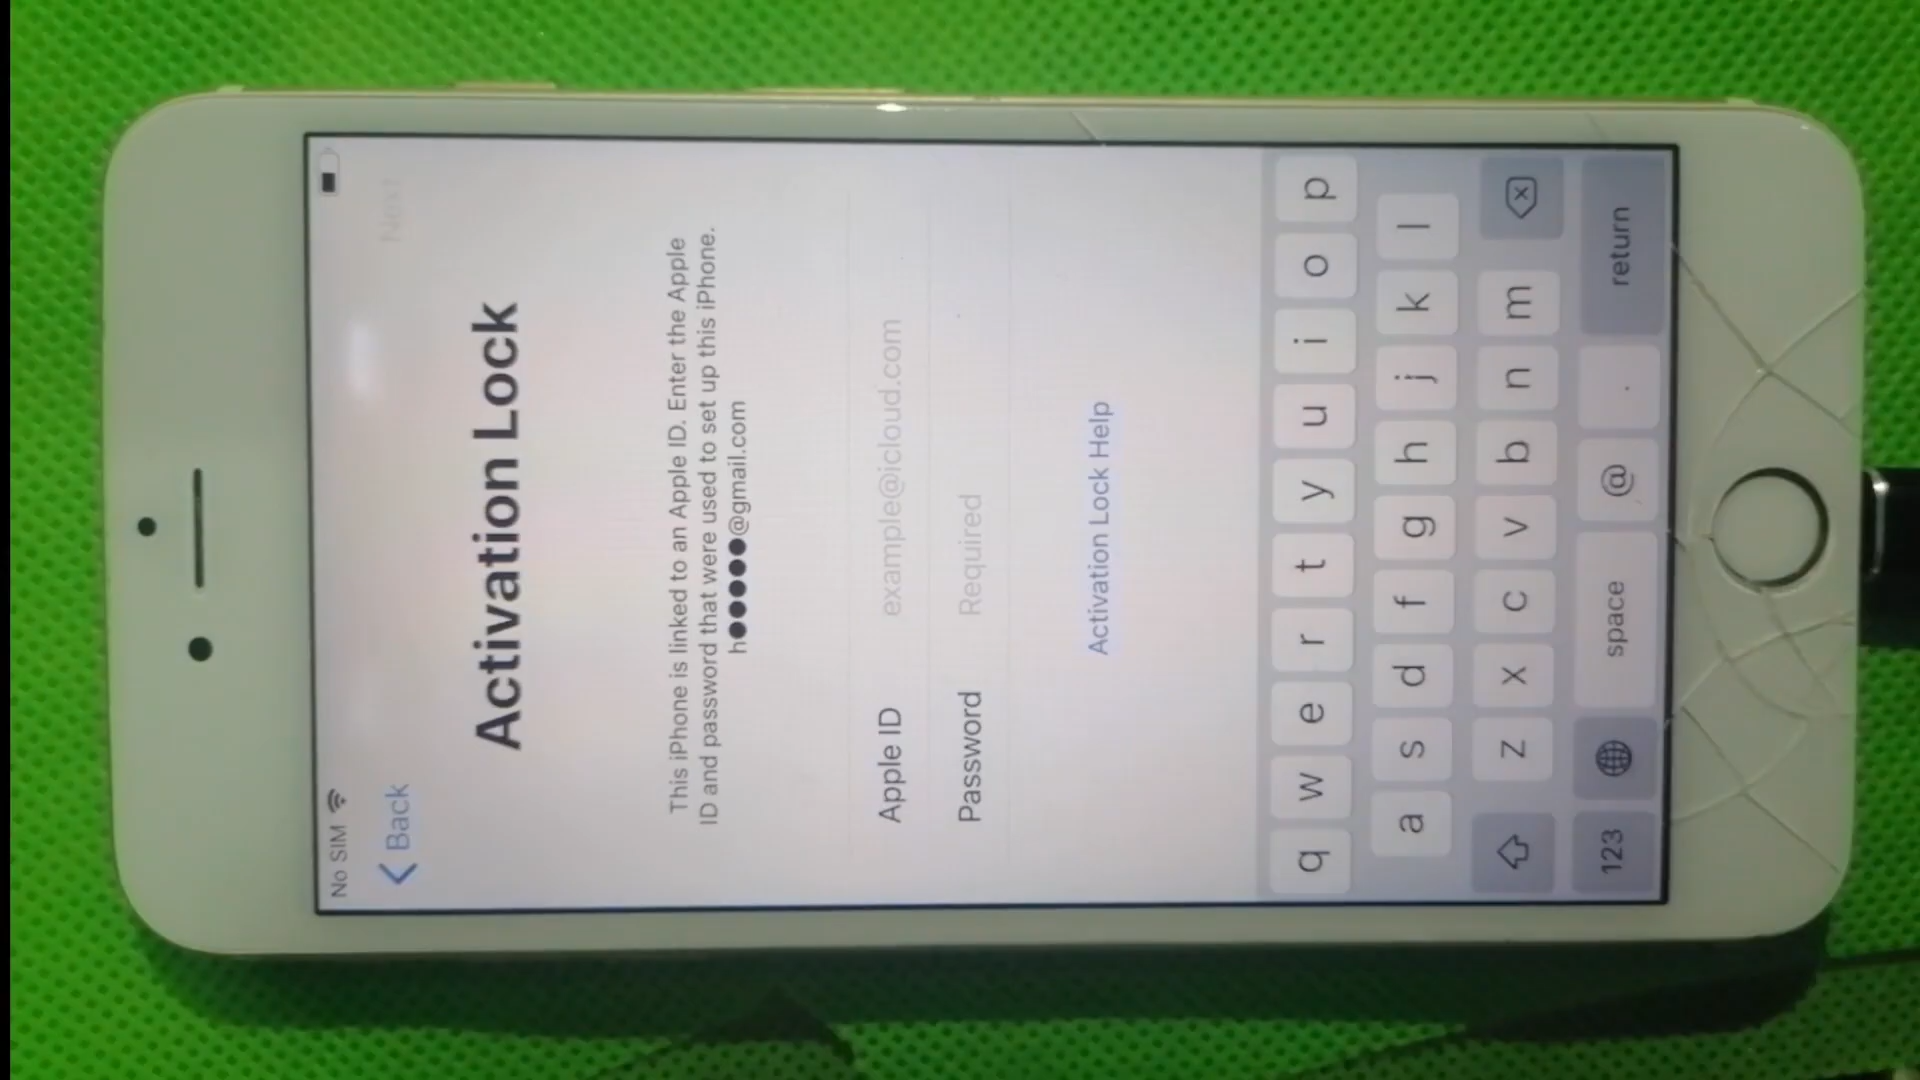 No SIM
Back
Next
Activation Lock
This iPhone is linked to an Apple ID. Enter the Apple
ID and password that were used to set up this iPhone.
h●●●●●@gmail.com
Apple ID example@icloud.com
Password Required
Activation Lock Help
q w e r t y u i o p
a s d f g h j k l
z x c v b n m
123 space @ . return